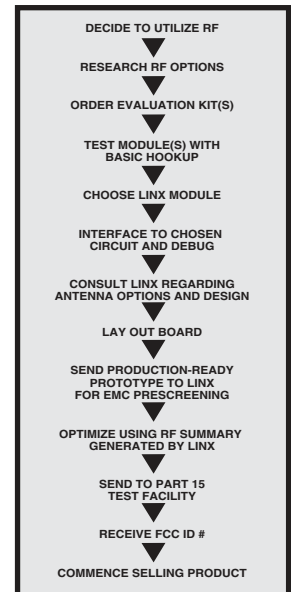 DECIDE TO UTILIZE RF
RESEARCH RF OPTIONS
ORDER EVALUATION KIT(S)
TEST MODULE(S) WITH
BASIC HOOKUP
CHOOSE LINX MODULE
INTERFACE TO CHOSEN
CIRCUIT AND DEBUG
CONSULT LINX REGARDING
ANTENNA OPTIONS AND DESIGN
LAY OUT BOARD
SEND PRODUCTION-READY
PROTOTYPE TO LINX
FOR EMC PRESCREENING
OPTIMIZE USING RF SUMMARY
GENERATED BY LINX
SEND TO PART 15
TEST FACILITY
RECEIVE FCC ID #
COMMENCE SELLING PRODUCT